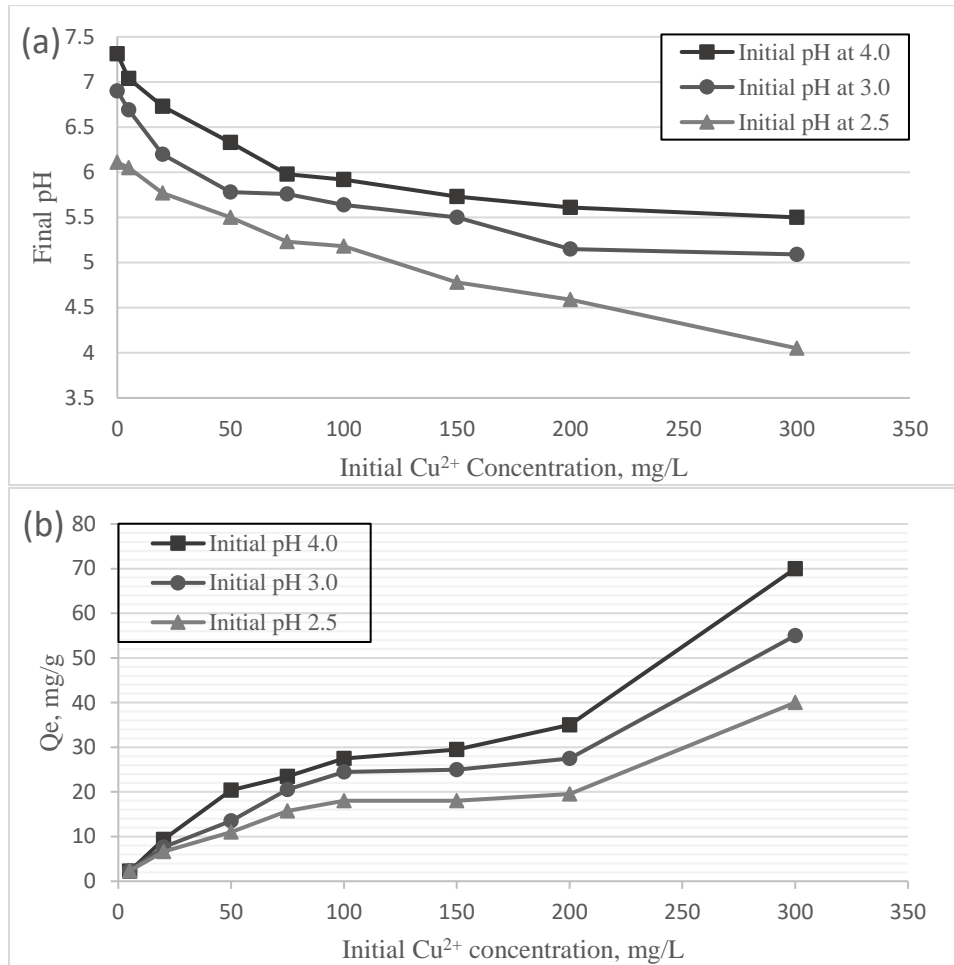 (a)
7.5
7
6.5
6
5.5
5
4.5
4
3.5
Final pH
Initial pH at 4.0
Initial pH at 3.0
Initial pH at 2.5
0 50 100 150 200 250 300 350
Initial Cu²⁺ Concentration, mg/L
(b)
80
70
60
50
40
30
20
10
0
Qe, mg/g
Initial pH 4.0
Initial pH 3.0
Initial pH 2.5
0 50 100 150 200 250 300 350
Initial Cu²⁺ concentration, mg/L